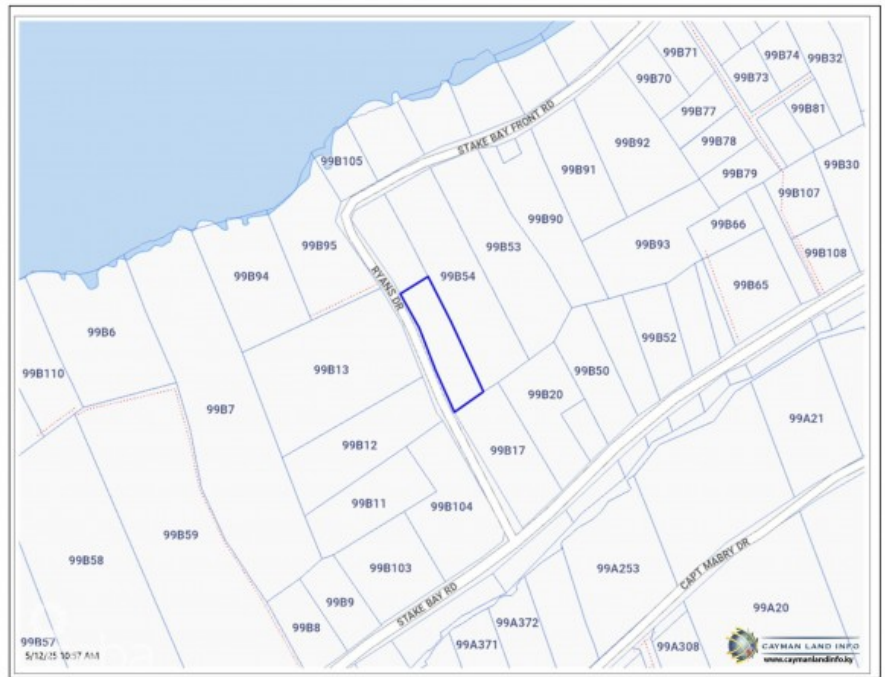 99B71
99B74
99B32
99B70
99B73
99B77
99B81
STAKE BAY FRONT RD
99B92
99B78
99B105
99B91
99B79
99B30
99B107
99B90
99B66
99B95
99B53
99B93
99B108
99B94
RYANS DR
99B54
99B65
99B6
99B52
99B13
99B50
99B110
99B20
99B7
99A21
99B12
99B17
99B11
99B104
99B59
99B58
99B103
99A253
CAPT MABRY DR
99B9
STAKE BAY RD
99A20
99B8
99A372
99B57
99A371
99A308
5/12/25 10:57 AM
CAYMAN LAND INFO
www.caymanlandinfo.ky